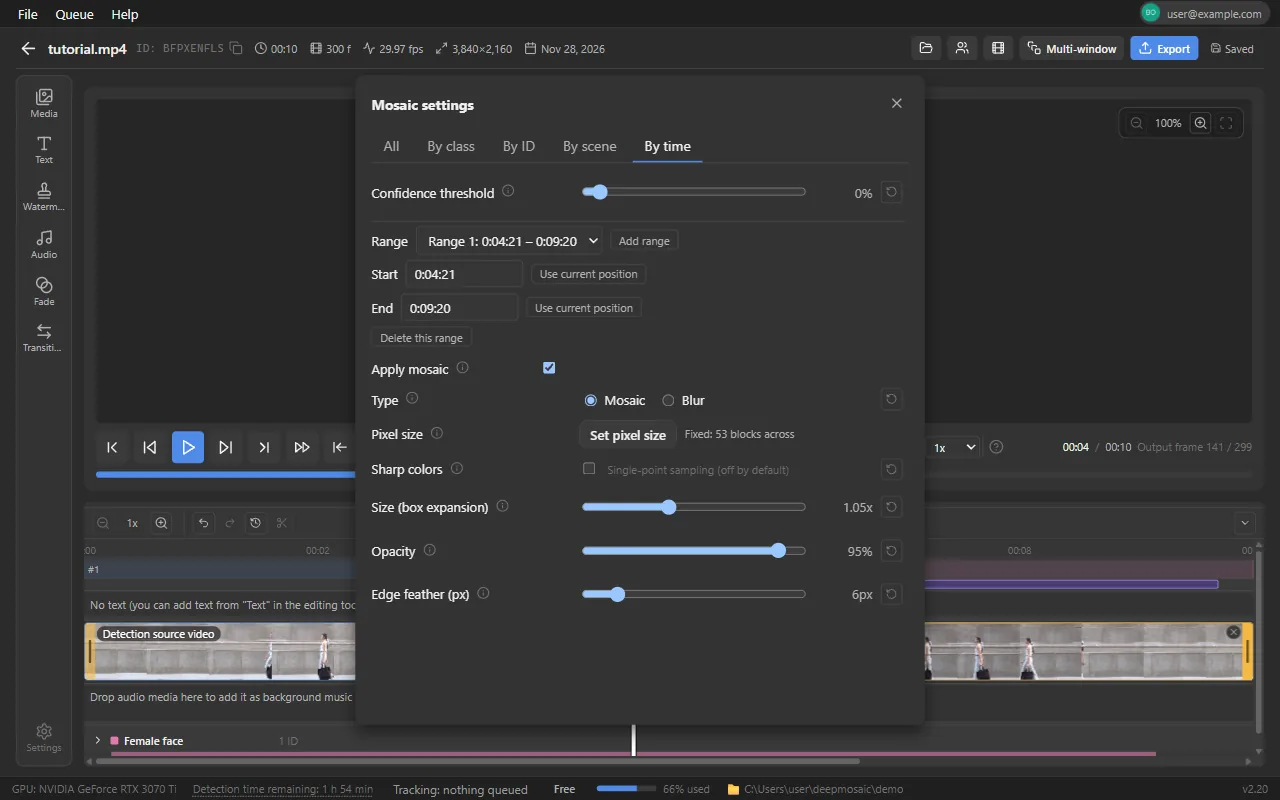 File Queue Help
BO user@example.com
tutorial.mp4 ID: BFPXENFLS 00:10 300 f 29.97 fps 3,840×2,160 Nov 28, 2026 Multi-window Export Saved
Mosaic settings
Media
Text
Waterm...
Audio
Fade
Transiti...
Settings
100%
All By class By ID By scene By time
Confidence threshold 0%
Range Range 1: 0:04:21 – 0:09:20 Add range
Start 0:04:21 Use current position
End 0:09:20 Use current position
Delete this range
Apply mosaic
Type Mosaic Blur
Pixel size Set pixel size Fixed: 53 blocks across
Sharp colors Single-point sampling (off by default)
Size (box expansion) 1.05x
Opacity 95%
Edge feather (px) 6px
1x ? 00:04 / 00:10 Output frame 141 / 299
1x
:00 00:02 00:08 00
#1
No text (you can add text from "Text" in the editing too
Detection source video
Drop audio media here to add it as background music
Female face 1 ID
GPU: NVIDIA GeForce RTX 3070 Ti Detection time remaining: 1 h 54 min Tracking: nothing queued Free 66% used C:\Users\user\deepmosaic\demo v2.20